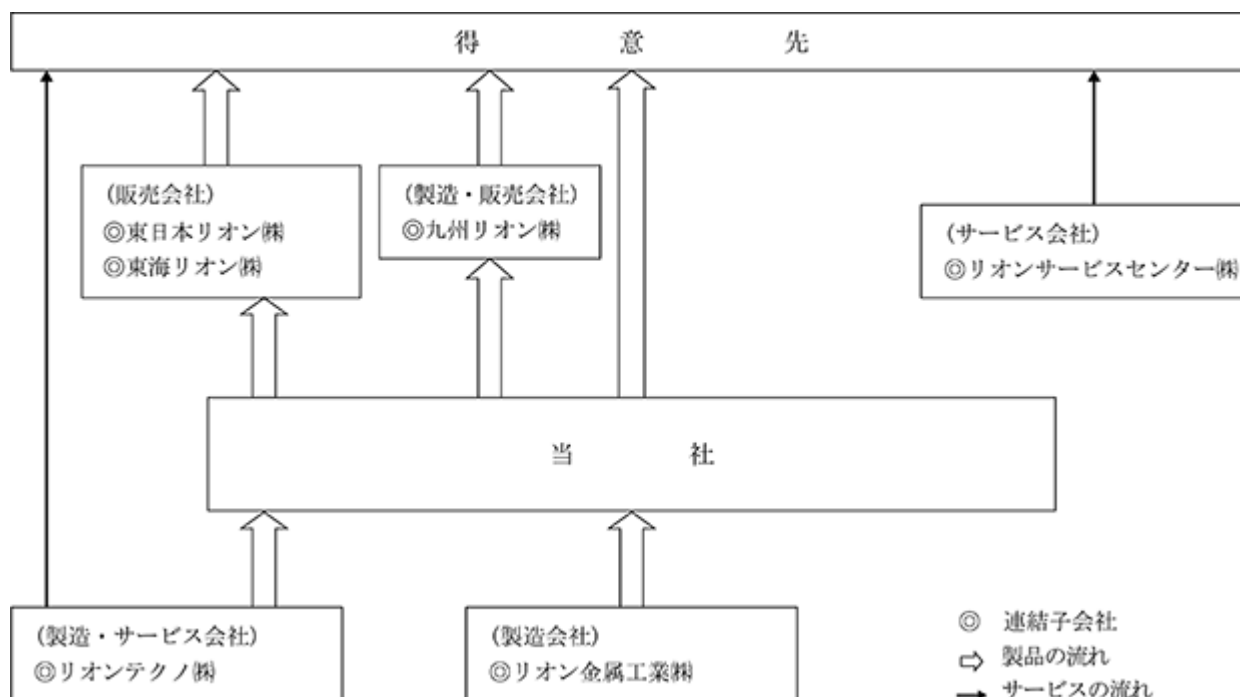 得意先
(販売会社)
◎東日本リオン㈱
◎東海リオン㈱
(製造・販売会社)
◎九州リオン㈱
(サービス会社)
◎リオンサービスセンター㈱
当社
(製造・サービス会社)
◎リオンテクノ㈱
(製造会社)
◎リオン金属工業㈱
◎ 連結子会社
⇨ 製品の流れ
➡ サービスの流れ